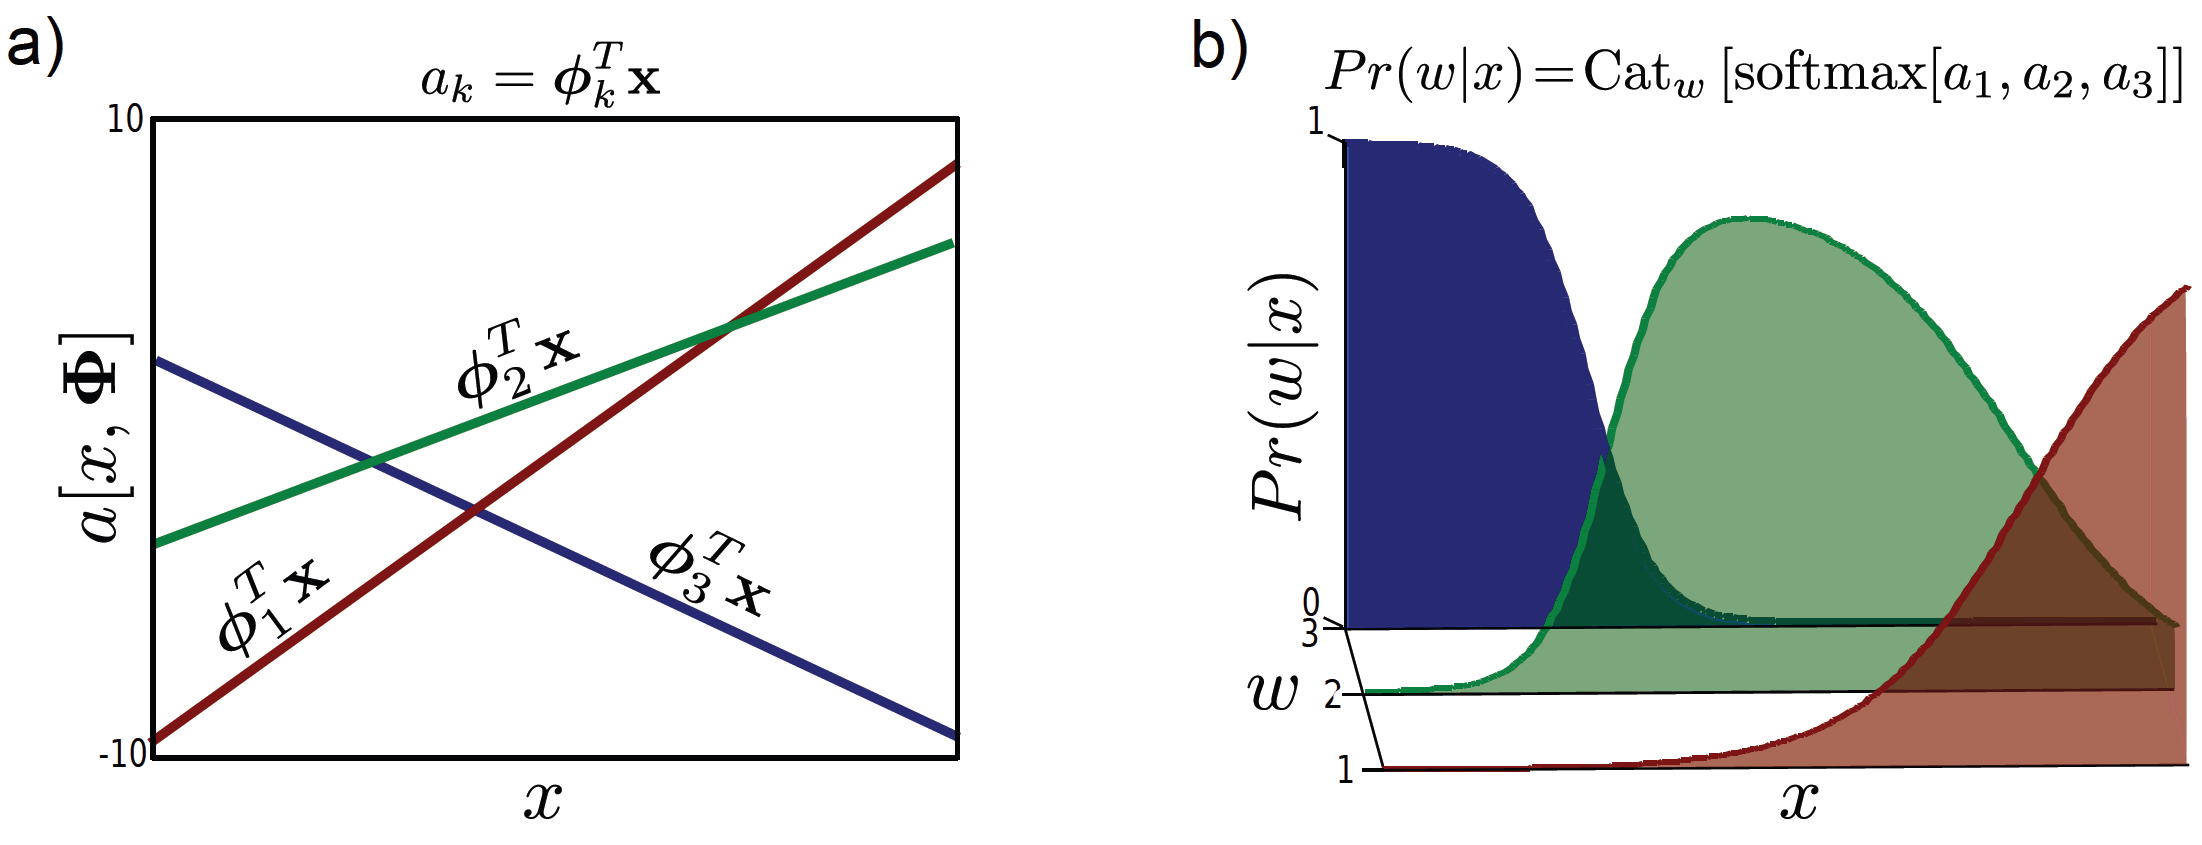 a)
a_k = ϕ_k^T x
10
a[x, Φ]
ϕ_2^T x
ϕ_1^T x
ϕ_3^T x
-10
x
b)
Pr(w|x)=Cat_w [softmax[a_1, a_2, a_3]]
1
Pr(w|x)
0
3
w
2
1
x